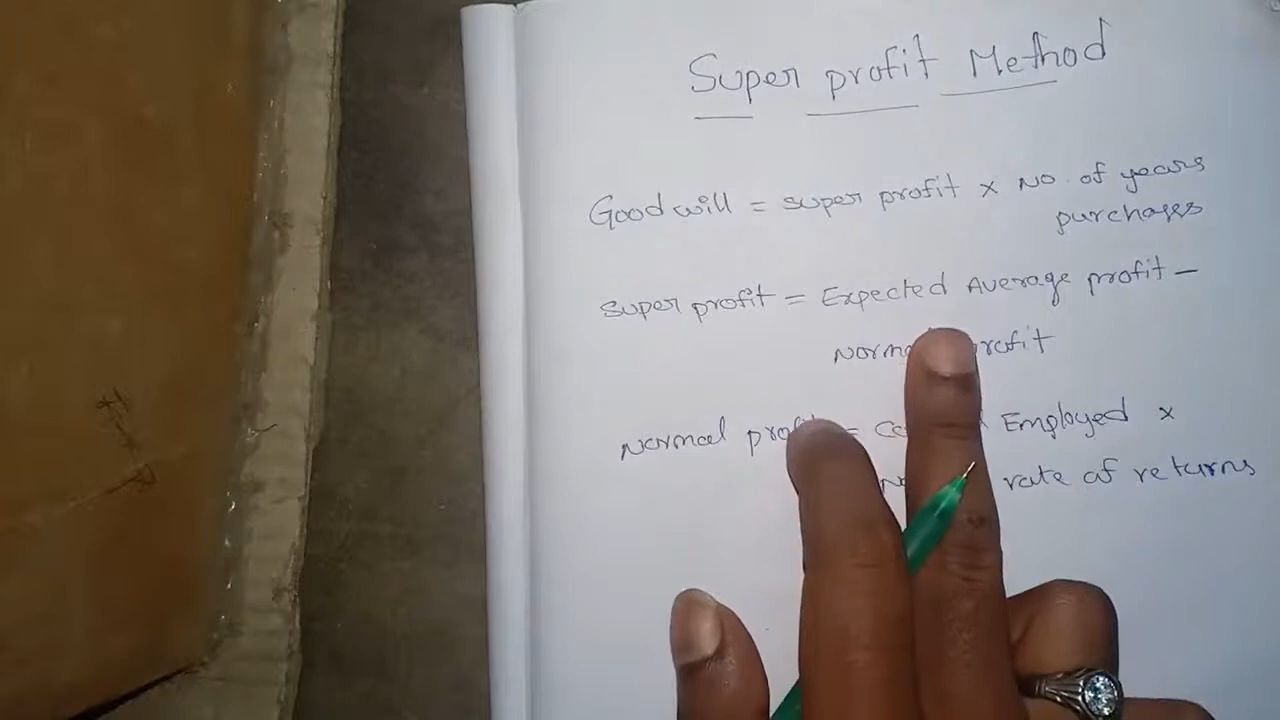 Super profit Method
Goodwill = super profit × No. of years
purchases
super profit = Expected Average profit –
profit
Normal = Employed ×
rate of returns